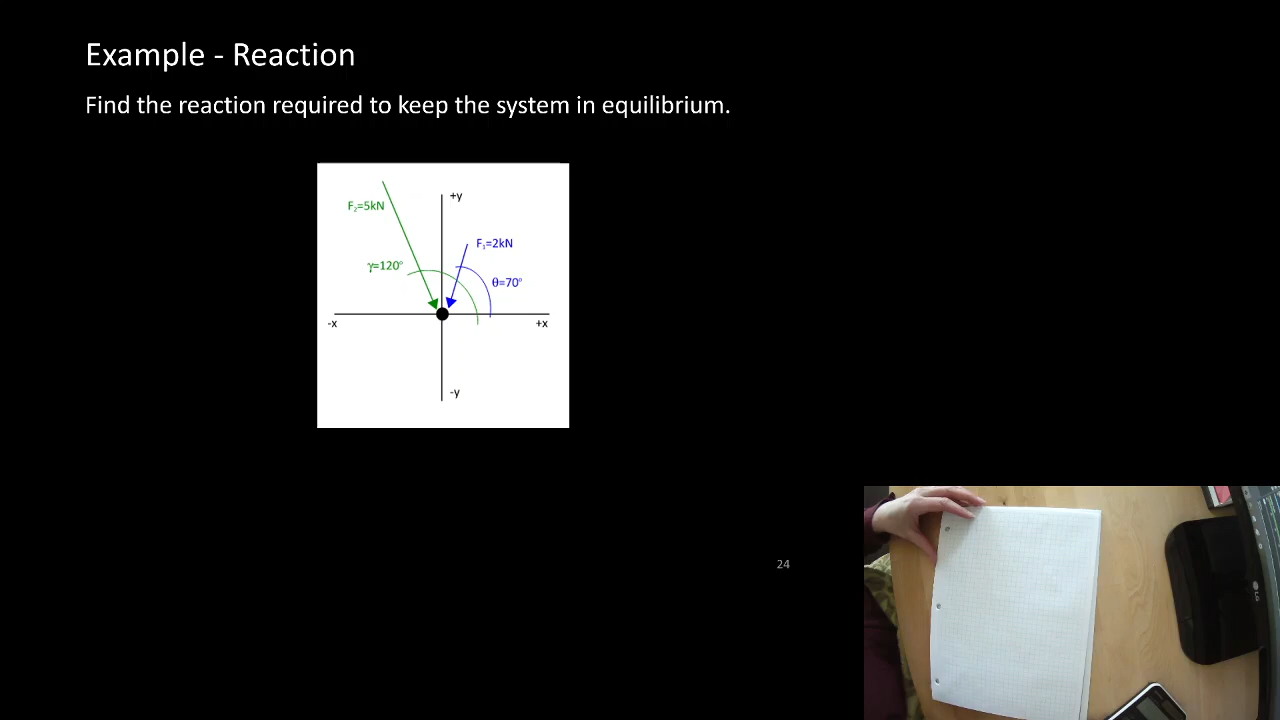 Example - Reaction
Find the reaction required to keep the system in equilibrium.
+y
F₂=5kN
F₁=2kN
γ=120°
θ=70°
-x
+x
-y
24
LG